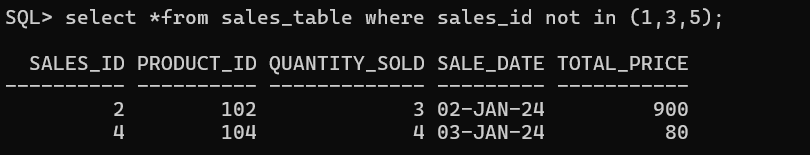 SQL> select *from sales_table where sales_id not in (1,3,5);
SALES_ID PRODUCT_ID QUANTITY_SOLD SALE_DATE TOTAL_PRICE
---------- ---------- ------------- --------- -----------
2 102 3 02-JAN-24 900
4 104 4 03-JAN-24 80